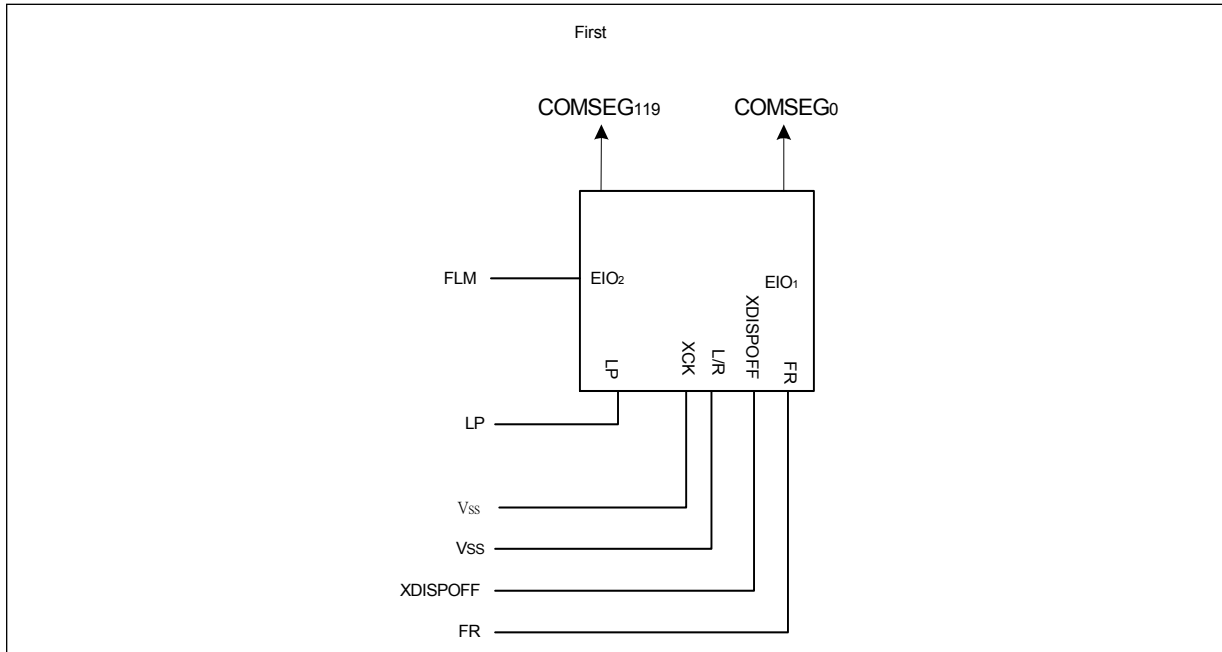 First
COMSEG119 COMSEG0
FLM EIO2 EIO1
LP XCK L/R XDISPOFF FR
LP
Vss
VSS
XDISPOFF
FR